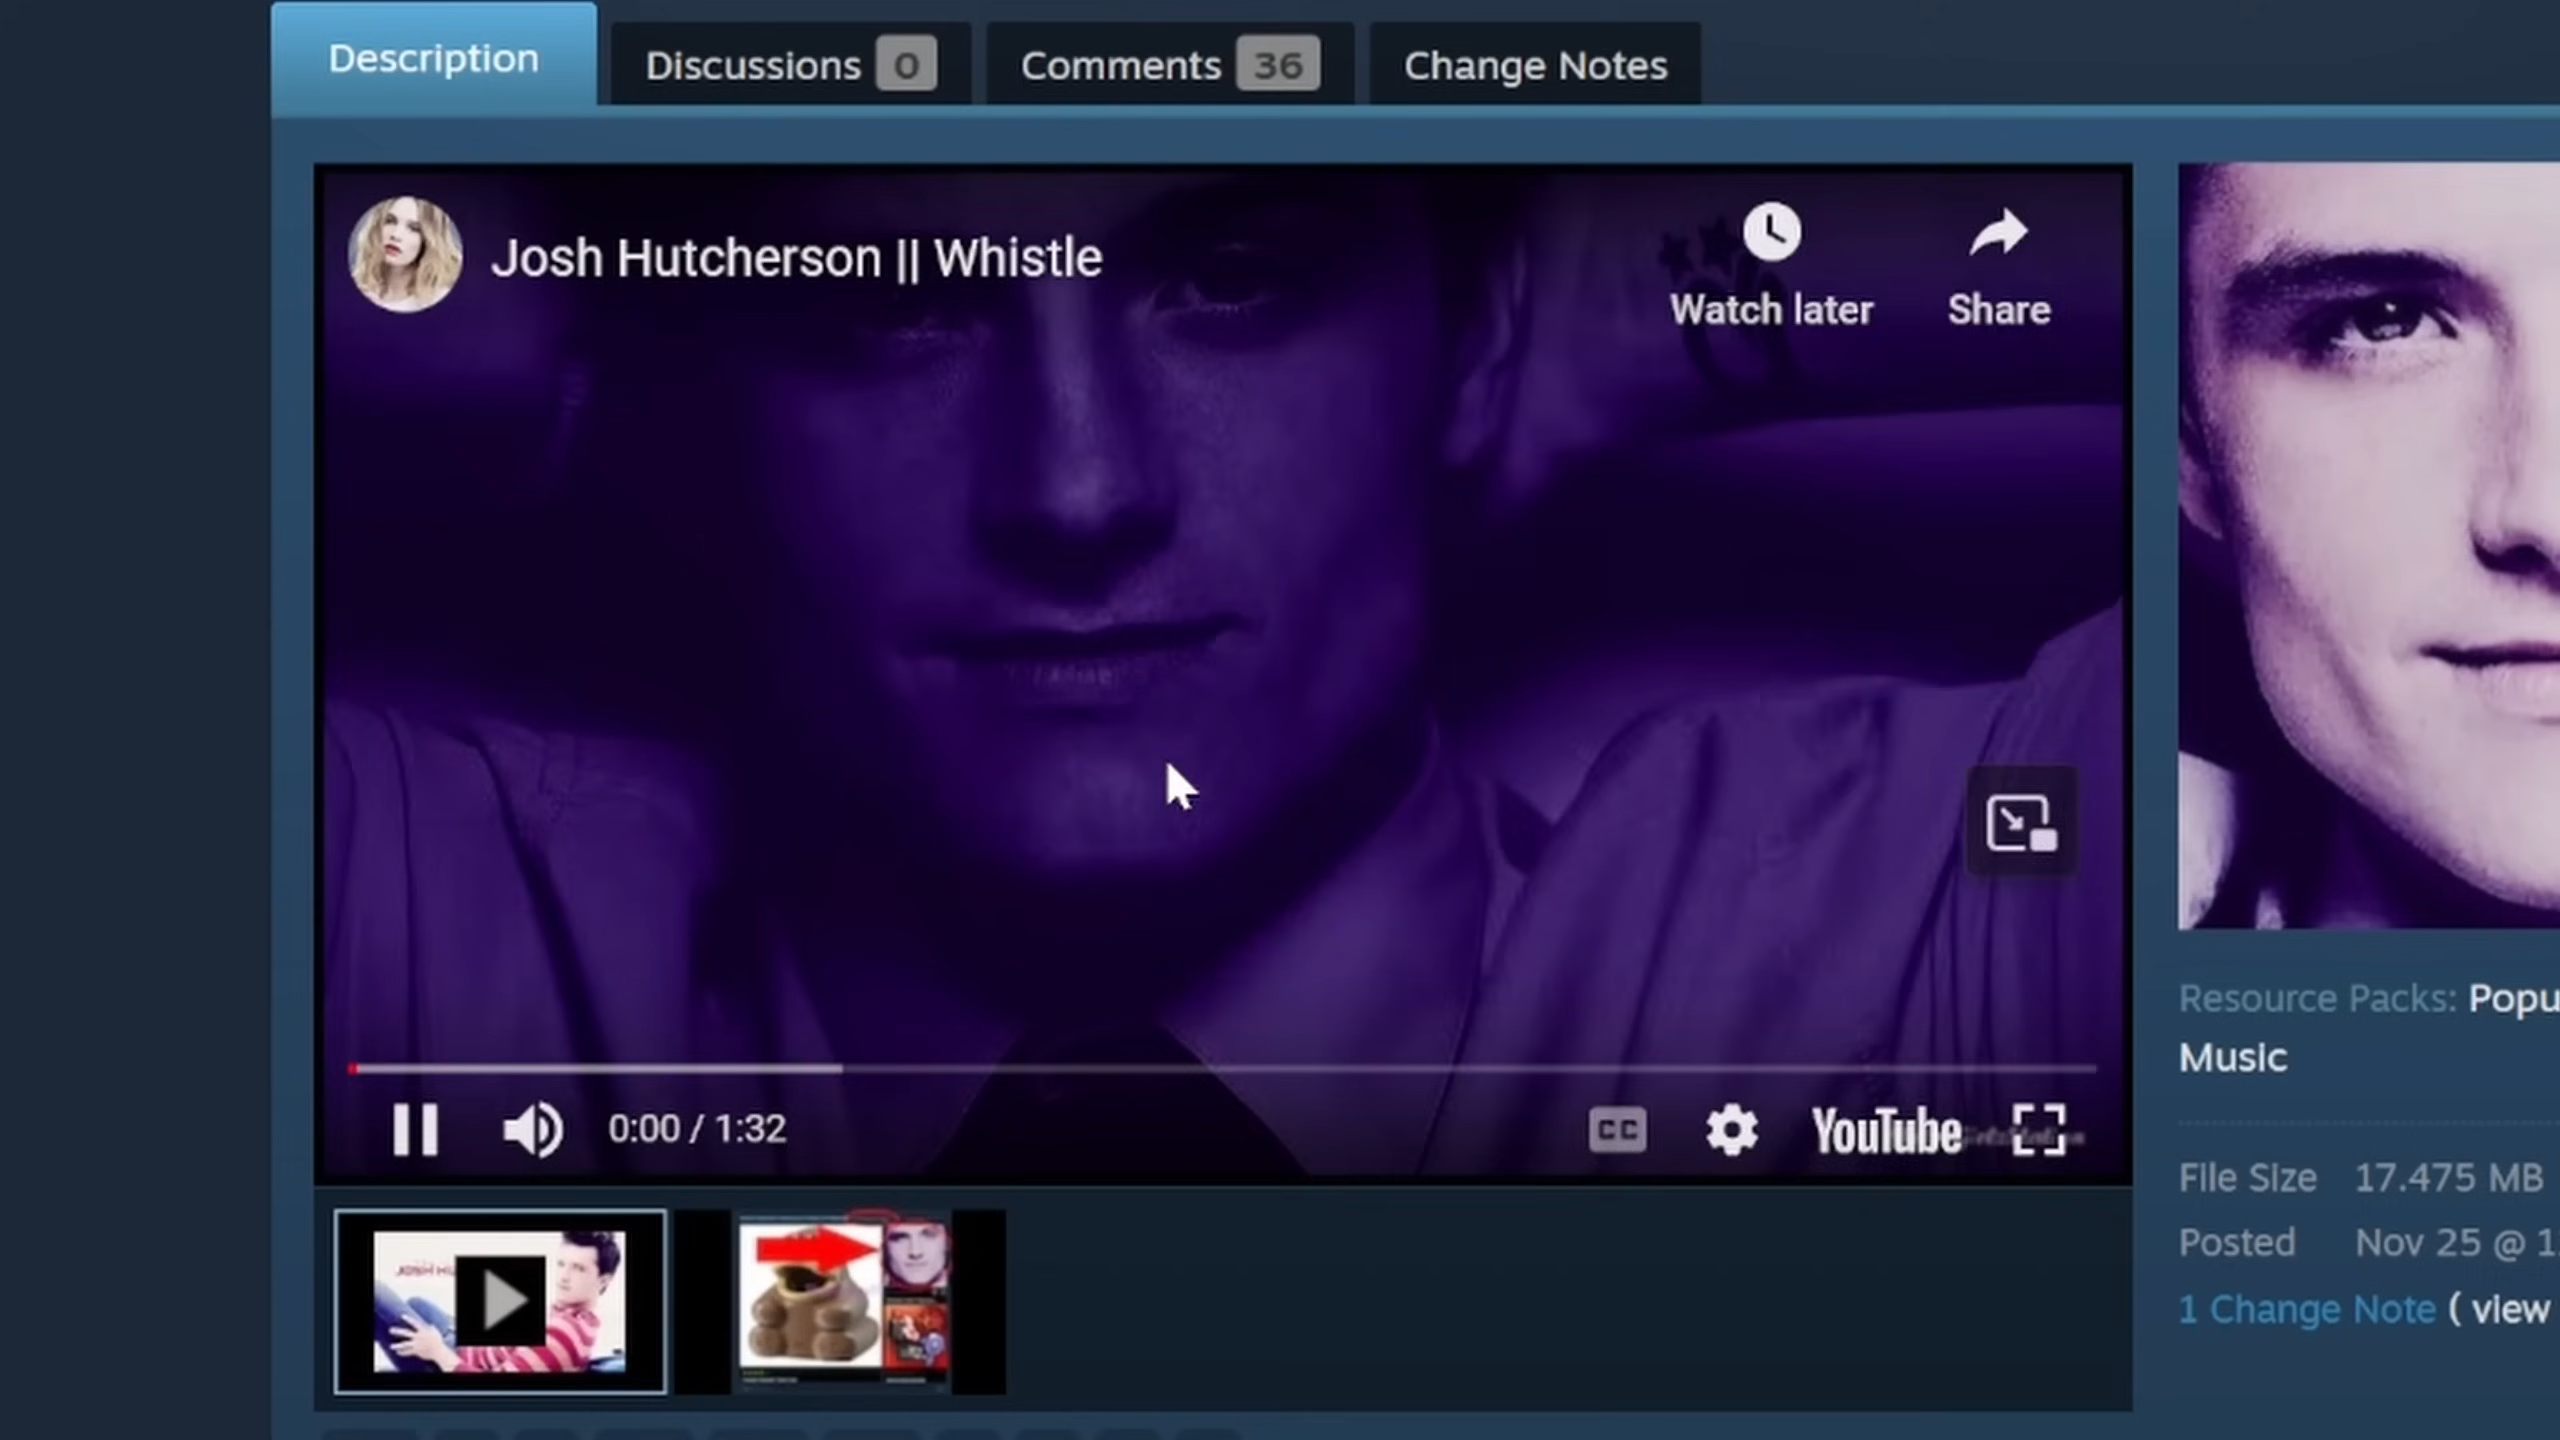 Description
Discussions 0
Comments 36
Change Notes
Josh Hutcherson || Whistle
Watch later
Share
0:00 / 1:32
CC
YouTube
Resource Packs: Popu
Music
File Size 17.475 MB
Posted Nov 25 @ 1
1 Change Note ( view